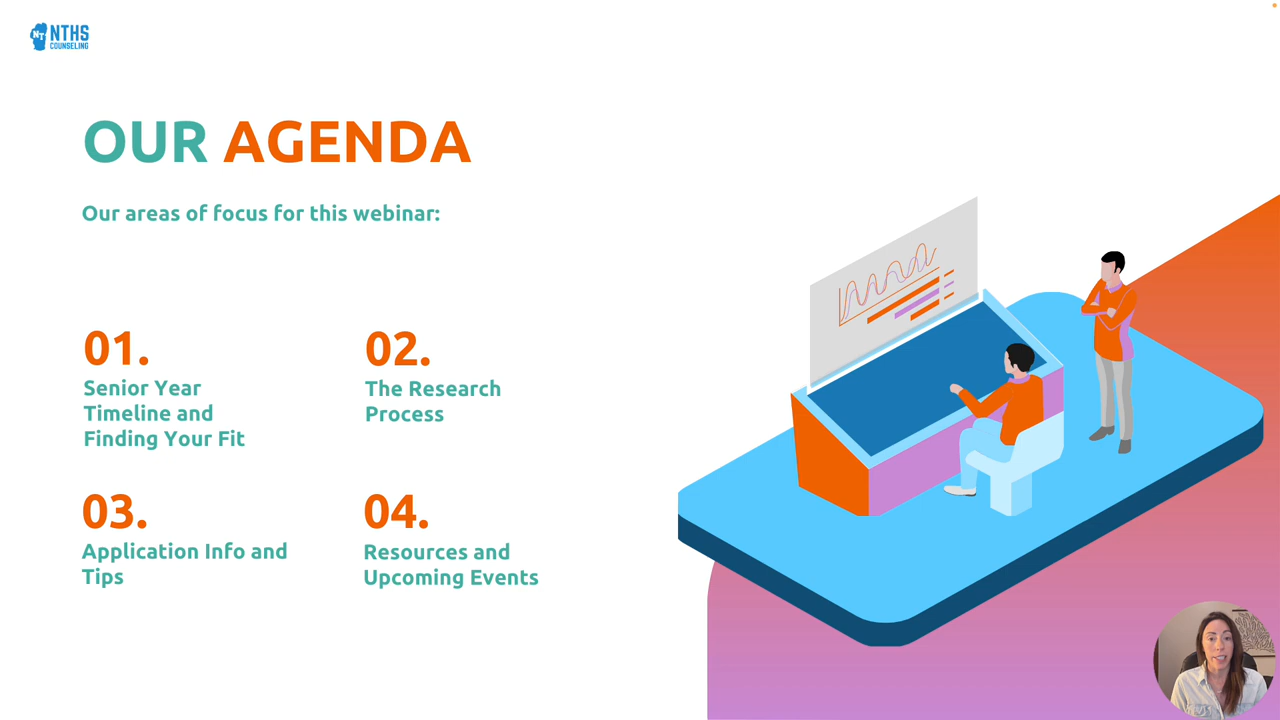 NT
NTHS
COUNSELING
OUR AGENDA
Our areas of focus for this webinar:
01.
Senior Year
Timeline and
Finding Your Fit
02.
The Research
Process
03.
Application Info and
Tips
04.
Resources and
Upcoming Events